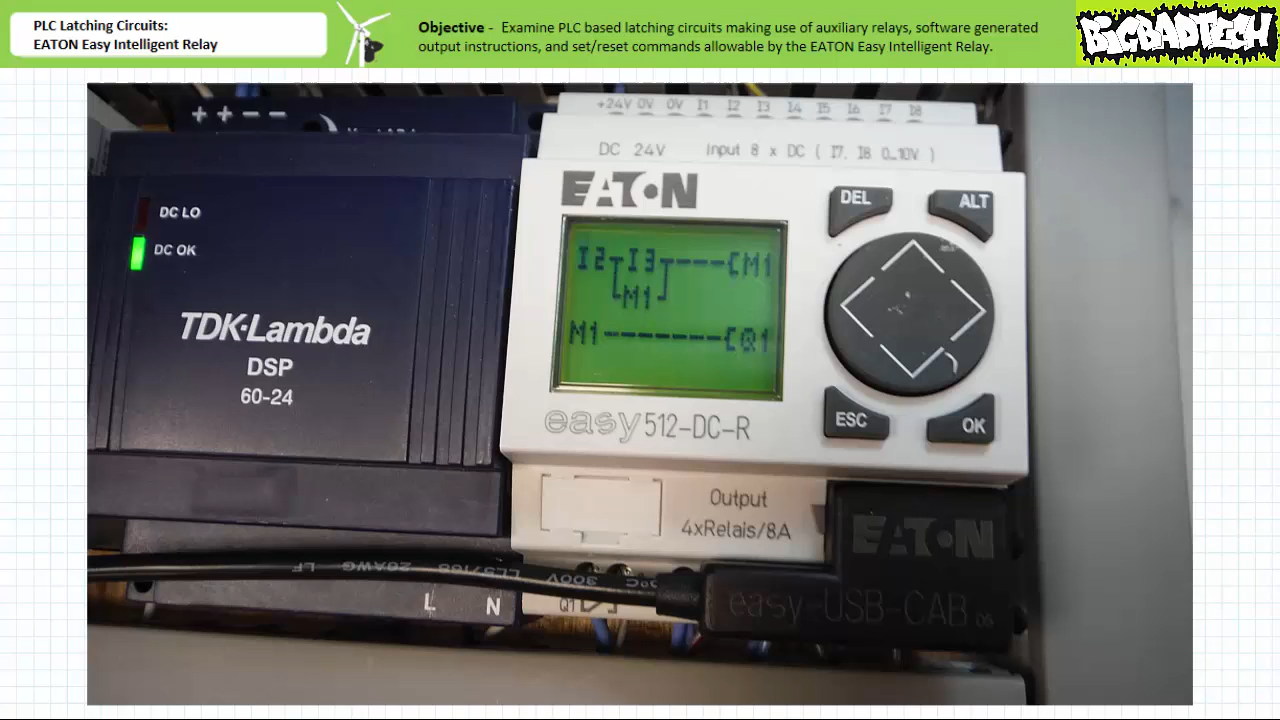 PLC Latching Circuits:
EATON Easy Intelligent Relay
Objective - Examine PLC based latching circuits making use of auxiliary relays, software generated
output instructions, and set/reset commands allowable by the EATON Easy Intelligent Relay.
BIGBADTECH
+ + - -
DC LO
DC OK
TDK·Lambda
DSP
60-24
L N
+24V 0V 0V I1 I2 I3 I4 I5 I6 I7 I8
DC 24V Input 8 x DC ( I7, I8 0...10V )
EATON
DEL
ALT
I2 I3 ----[M1
M1
M1-------[Q1
ESC
OK
easy512-DC-R
Output
4xRelais/8A
EATON
easy-USB-CAB
LF 26AWG 300V
Q1